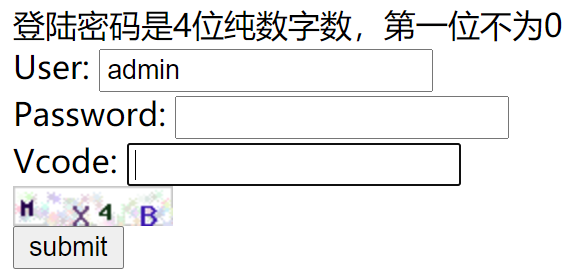 登陆密码是4位纯数字数，第一位不为0
User: admin
Password:
Vcode:
M X 4 B
submit